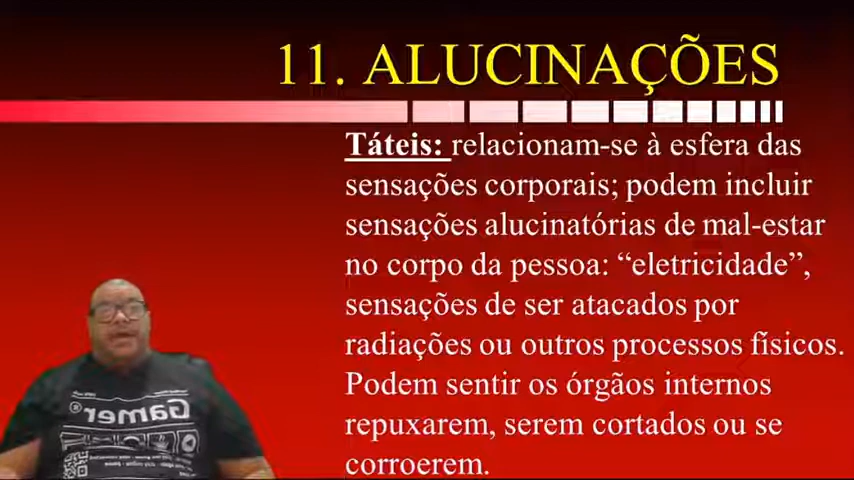 11. ALUCINAÇÕES
Táteis: relacionam-se à esfera das
sensações corporais; podem incluir
sensações alucinatórias de mal-estar
no corpo da pessoa: “eletricidade”,
sensações de ser atacados por
radiações ou outros processos físicos.
Podem sentir os órgãos internos
repuxarem, serem cortados ou se
corroerem.
Gamer®